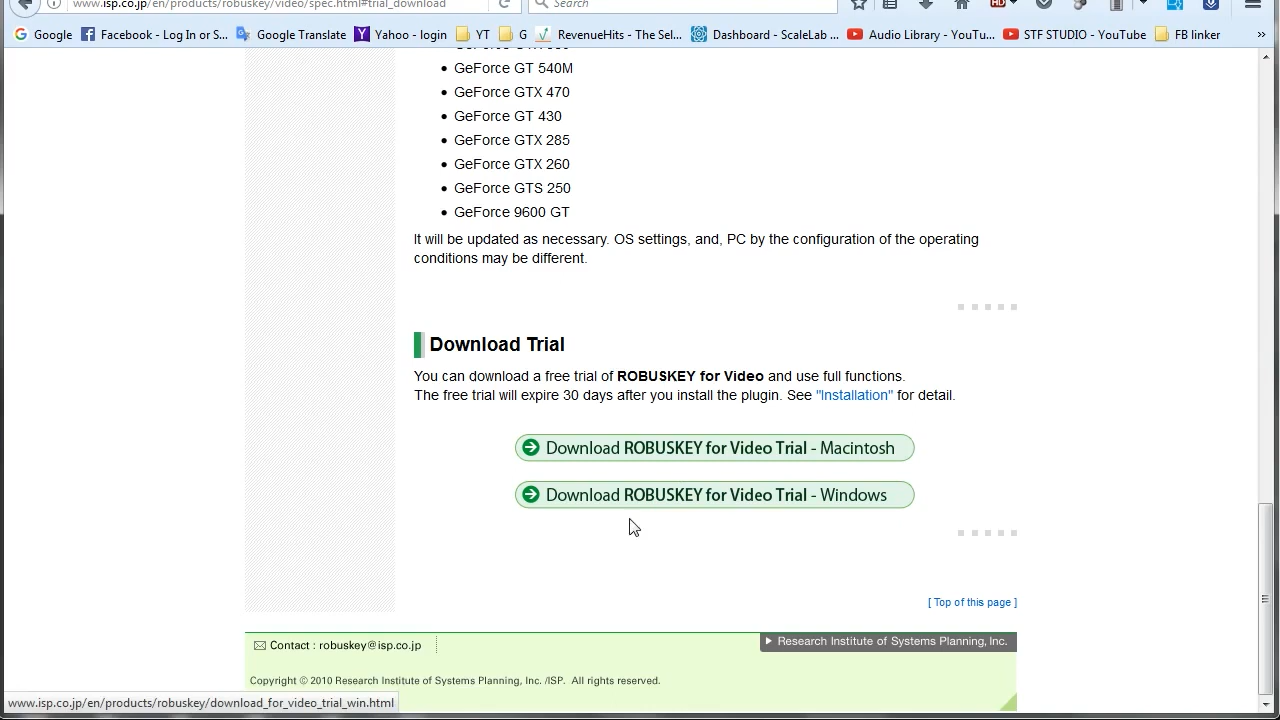 www.isp.co.jp/en/products/robuskey/video/spec.html#trial_download
Search
HD
Google
Facebook - Log In or S...
Google Translate
Yahoo - login
YT
G
RevenueHits - The Sel...
Dashboard - ScaleLab ...
Audio Library - YouTu...
STF STUDIO - YouTube
FB linker
»
• GeForce GT 540M
• GeForce GTX 470
• GeForce GT 430
• GeForce GTX 285
• GeForce GTX 260
• GeForce GTS 250
• GeForce 9600 GT
It will be updated as necessary. OS settings, and, PC by the configuration of the operating
conditions may be different.
Download Trial
You can download a free trial of ROBUSKEY for Video and use full functions.
The free trial will expire 30 days after you install the plugin. See "Installation" for detail.
Download ROBUSKEY for Video Trial - Macintosh
Download ROBUSKEY for Video Trial - Windows
[ Top of this page ]
Contact : robuskey@isp.co.jp
Research Institute of Systems Planning, Inc.
Copyright © 2010 Research Institute of Systems Planning, Inc. /ISP. All rights reserved.
www.isp.co.jp/en/products/robuskey/download_for_video_trial_win.html